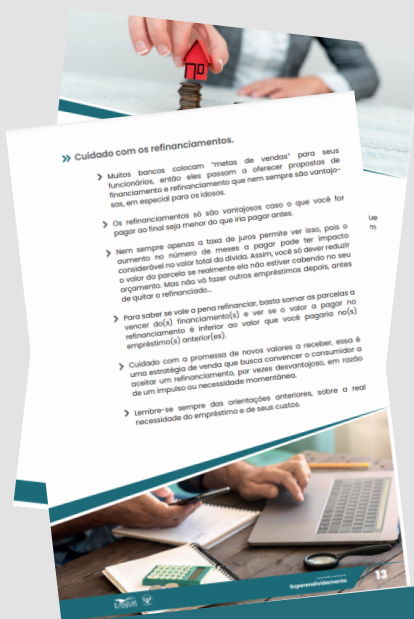 Cuidado com os refinanciamentos.
Muitos bancos colocam "metas de vendas" para seus
funcionários, então eles passam a oferecer propostas de
financiamento e refinanciamento que nem sempre são vantajo-
sas, em especial para os idosos.
Os refinanciamentos só são vantajosos caso o que você for
pagar ao final seja menor do que iria pagar antes.
Nem sempre apenas a taxa de juros permite ver isso, pois o
aumento no número de meses a pagar pode ter impacto
considerável no valor total da dívida. Assim, você só deve reduzir
o valor da parcela se realmente ela não estiver cabendo no seu
orçamento. Mas não vá fazer outros empréstimos depois, antes
de quitar o refinanciado...
Para saber se vale a pena refinanciar, basta somar as parcelas a
vencer do(s) financiamento(s) e ver se o valor a pagar no
refinanciamento é inferior ao valor que você pagaria no(s)
empréstimo(s) anterior(es).
Cuidado com a promessa de novos valores a receber, essa é
uma estratégia de venda que busca convencer o consumidor a
aceitar um refinanciamento, por vezes desvantajoso, em razão
de um impulso ou necessidade momentânea.
Lembre-se sempre das orientações anteriores, sobre a real
necessidade do empréstimo e de seus custos.
ue
m
EASJUR
Superendividamento
13